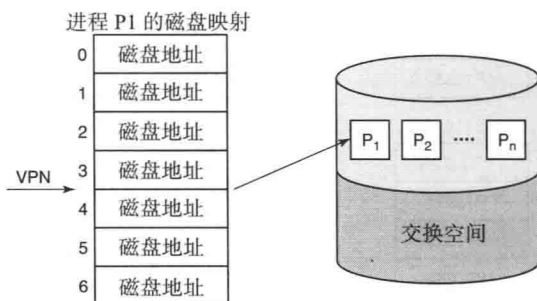 进程 P1 的磁盘映射
0 磁盘地址
1 磁盘地址
2 磁盘地址
VPN 3 磁盘地址
4 磁盘地址
5 磁盘地址
6 磁盘地址
P1 P2 .... Pn
交换空间